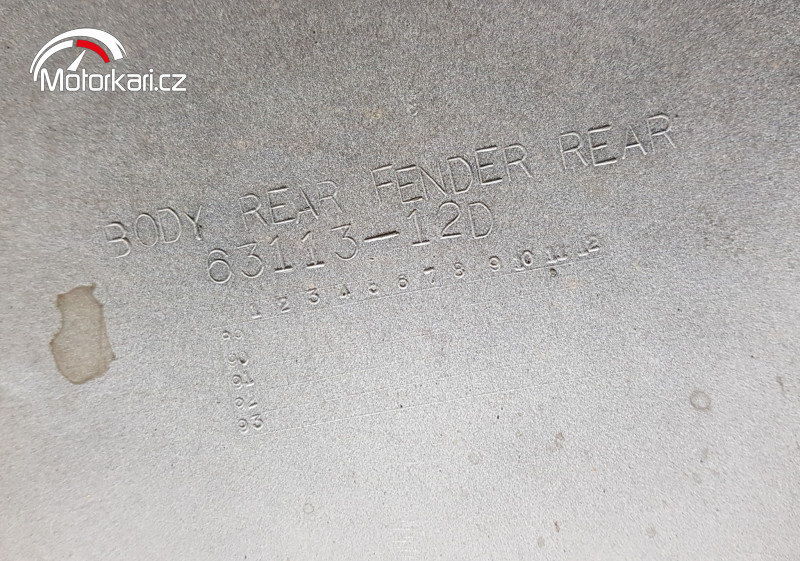 Motorkari.cz
BODY REAR FENDER REAR
63113-12D
1 2 3 4 5 6 7 8 9 10 11 12
90
91
92
93